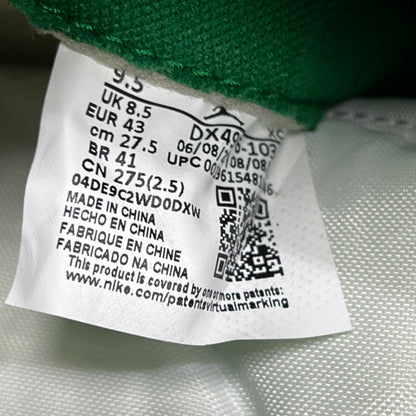 9.5
UK 8.5
EUR 43
cm 27.5
BR 41
CN 275(2.5)
04DE9C2WD0DXW
MADE IN CHINA
HECHO EN CHINA
FABRIQUE EN CHINE
FABRICADO NA CHINA
This product is covered by one or more patents:
www.nike.com/patentsvirtualmarking
XC
UPC